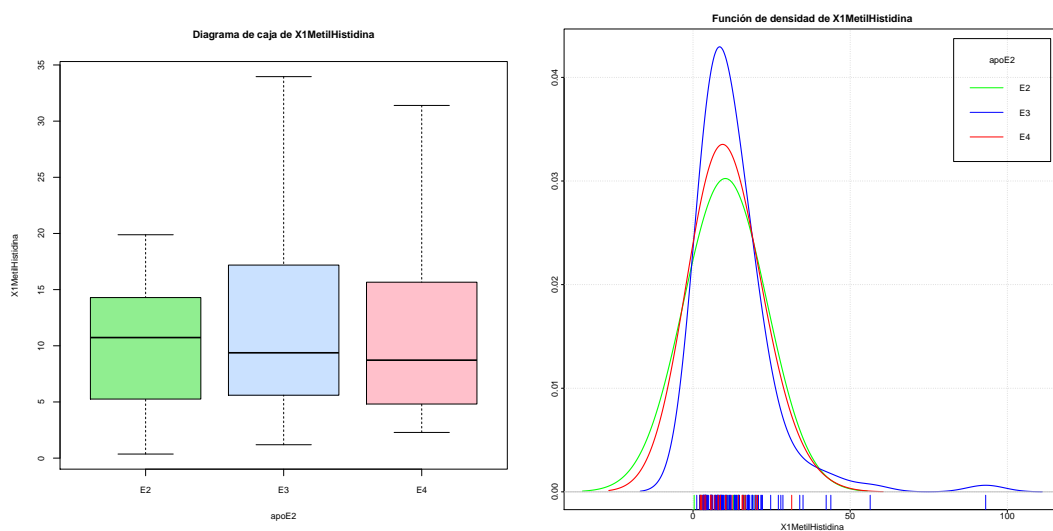 Diagrama de caja de X1MetilHistidina
35
30
25
20
15
10
5
0
X1MetilHistidina
E2 E3 E4
apoE2
Función de densidad de X1MetilHistidina
apoE2
E2
E3
E4
0.04
0.03
0.02
0.01
0.00
0 50 100
X1MetilHistidina